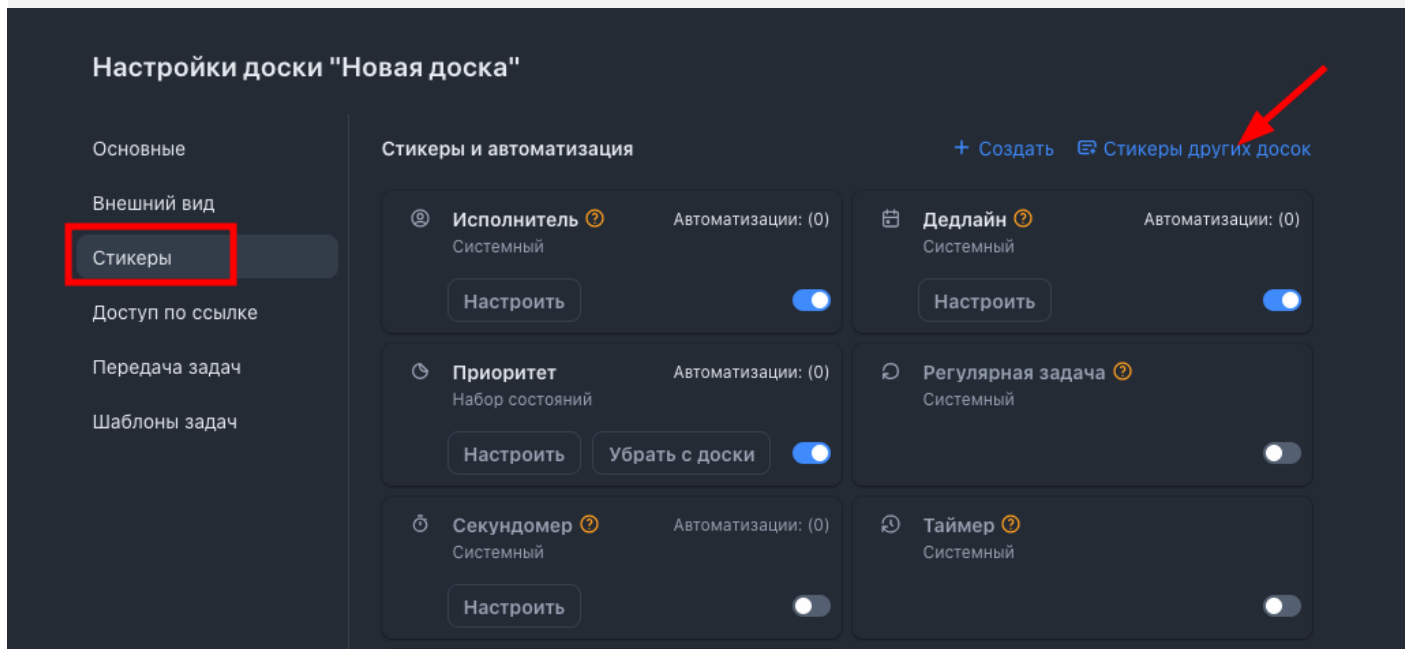 Настройки доски "Новая доска"
Основные
Внешний вид
Стикеры
Доступ по ссылке
Передача задач
Шаблоны задач
Стикеры и автоматизация
+ Создать
Стикеры других досок
Исполнитель
Автоматизации: (0)
Системный
Настроить
Дедлайн
Автоматизации: (0)
Системный
Настроить
Приоритет
Автоматизации: (0)
Набор состояний
Настроить
Убрать с доски
Регулярная задача
Системный
Секундомер
Автоматизации: (0)
Системный
Настроить
Таймер
Системный